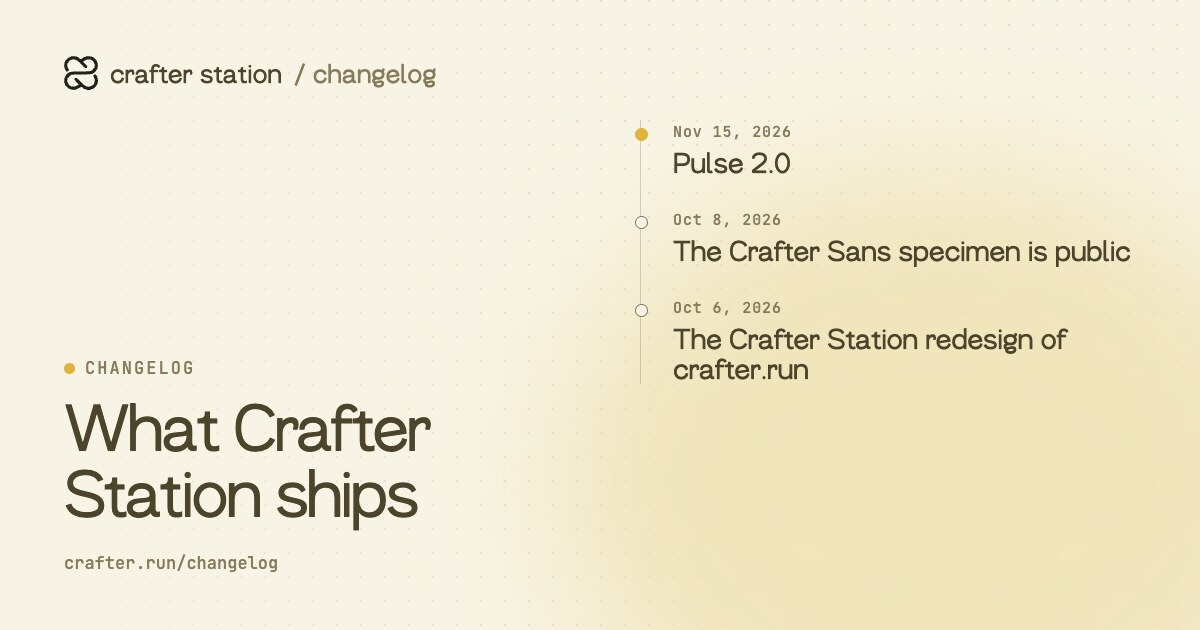 crafter station / changelog
Nov 15, 2026
Pulse 2.0
Oct 8, 2026
The Crafter Sans specimen is public
Oct 6, 2026
The Crafter Station redesign of
crafter.run
CHANGELOG
What Crafter
Station ships
crafter.run/changelog